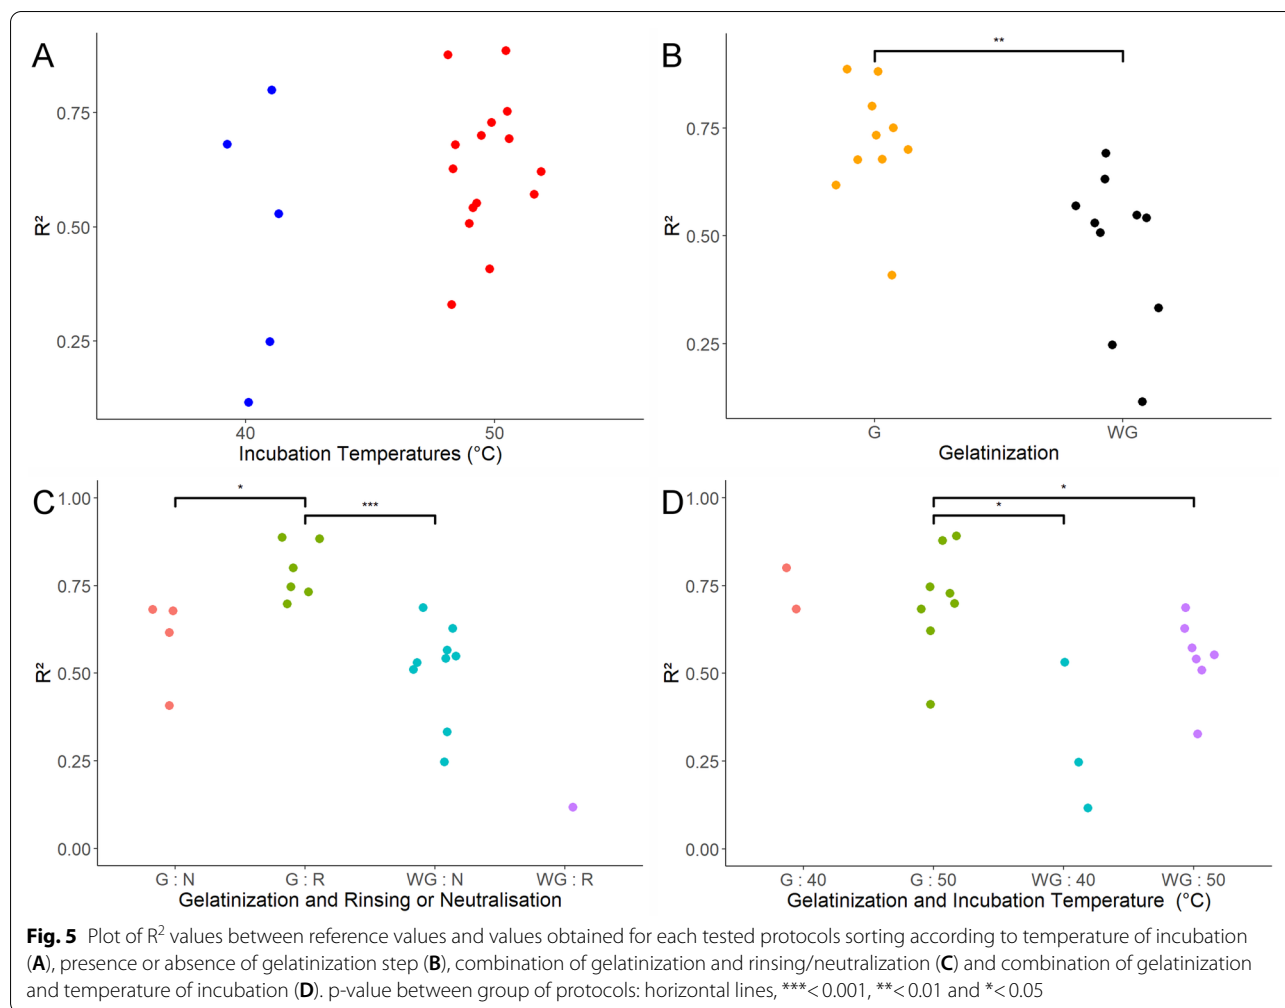 A
R²
0.75
0.50
0.25
40
50
Incubation Temperatures (°C)
B
**
R²
0.75
0.50
0.25
G
WG
Gelatinization
C
*
***
R²
1.00
0.75
0.50
0.25
0.00
G : N
G : R
WG : N
WG : R
Gelatinization and Rinsing or Neutralisation
D
*
*
R²
1.00
0.75
0.50
0.25
0.00
G : 40
G : 50
WG : 40
WG : 50
Gelatinization and Incubation Temperature (°C)
Fig. 5 Plot of R² values between reference values and values obtained for each tested protocols sorting according to temperature of incubation
(A), presence or absence of gelatinization step (B), combination of gelatinization and rinsing/neutralization (C) and combination of gelatinization
and temperature of incubation (D). p-value between group of protocols: horizontal lines, ***< 0.001, **< 0.01 and *< 0.05